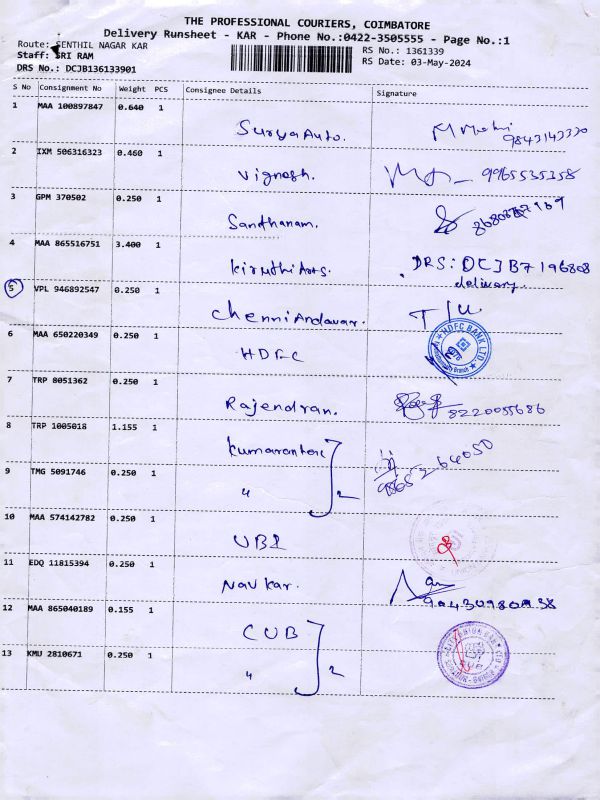 THE PROFESSIONAL COURIERS, COIMBATORE
Delivery Runsheet - KAR - Phone No.:0422-3505555 - Page No.:1
Route: SENTHIL NAGAR KAR
RS No.: 1361339
Staff: SRI RAM
RS Date: 03-May-2024
DRS No.: DCJB136133901
S No Consignment No Weight PCS Consignee Details Signature
1 MAA 100897847 0.640 1 Surya Auto. 9843143330
2 IXM 506316323 0.460 1 Vignesh. 9965535358
3 GPM 370502 0.250 1 Santhanam.
4 MAA 865516751 3.400 1 Kiruthi Arts. DRS: DCJB7196808
delivery.
5 VPL 946892547 0.250 1 Chenni Andavar. T/U
6 MAA 650220349 0.250 1 HDFC HDFC BANK LTD
7 TRP 8051362 0.250 1 Rajendran. 8220055686
8 TRP 1005018 1.155 1
9 TMG 5091746 0.250 1 " 2
10 MAA 574142782 0.250 1 UBI
11 EDQ 11815394 0.250 1 Navkar.
12 MAA 865040189 0.155 1 CUB
13 KMU 2810671 0.250 1 " 2